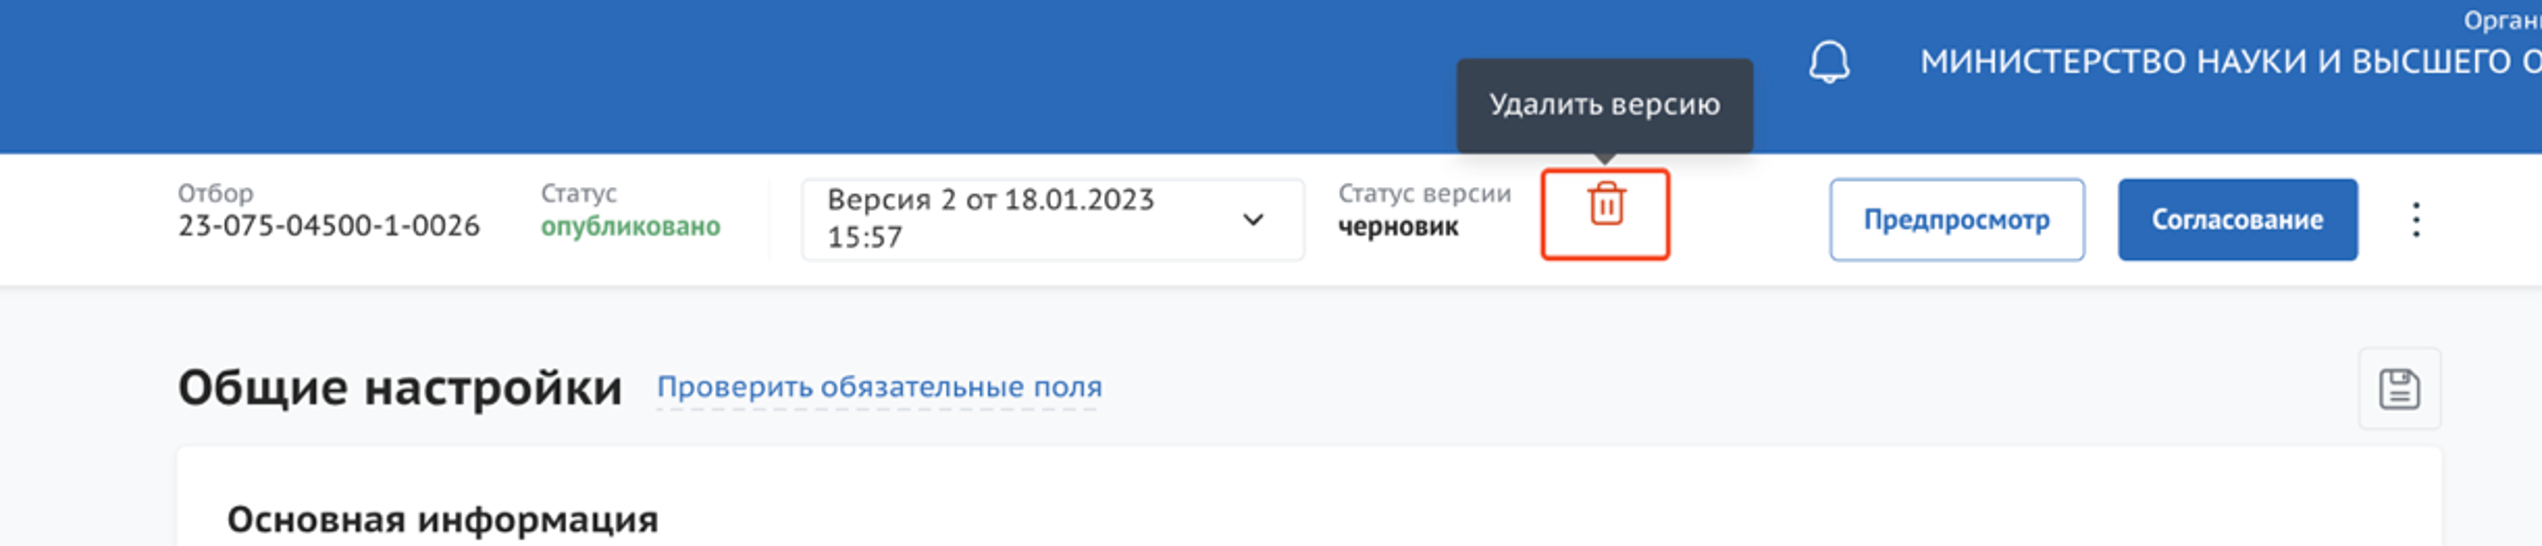 Орган
МИНИСТЕРСТВО НАУКИ И ВЫСШЕГО О
Удалить версию
Отбор
23-075-04500-1-0026
Статус
опубликовано
Версия 2 от 18.01.2023
15:57
Статус версии
черновик
Предпросмотр
Согласование
Общие настройки
Проверить обязательные поля
Основная информация